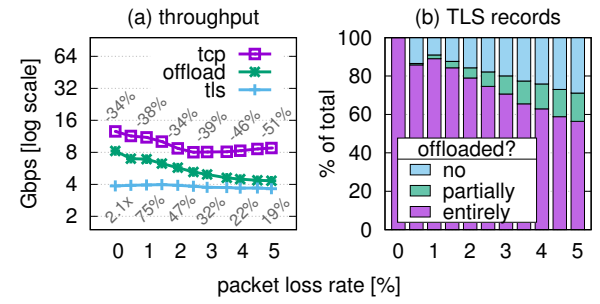 (a) throughput
Gbps [log scale]
64
32
16
8
4
2
tcp
offload
tls
-34%
-38%
-34%
-39%
-46%
-51%
2.1x
75%
47%
32%
22%
19%
0 1 2 3 4 5
(b) TLS records
% of total
100
80
60
40
20
0
offloaded?
no
partially
entirely
0 1 2 3 4 5
packet loss rate [%]